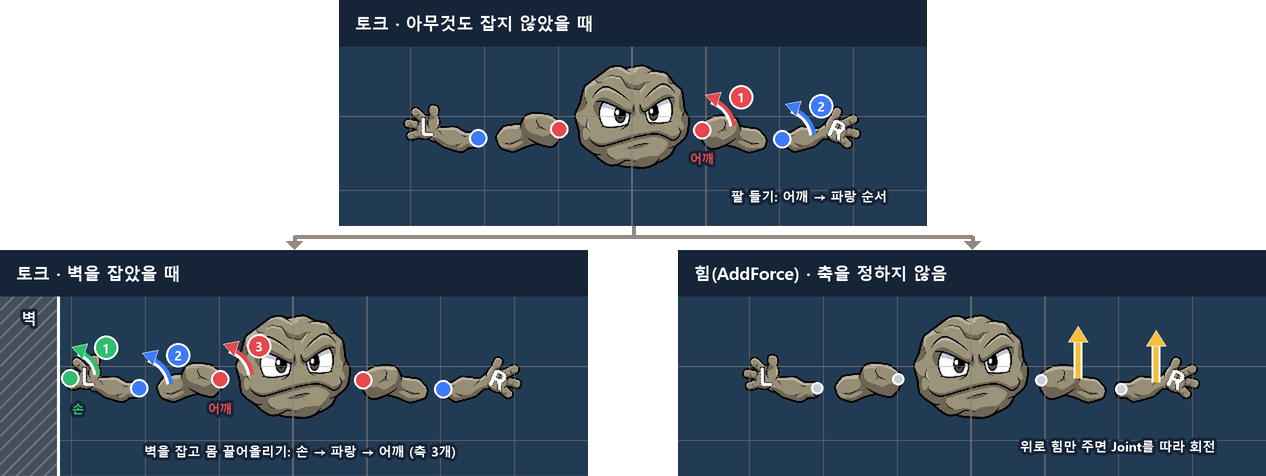 토크 · 아무것도 잡지 않았을 때
1
2
L
R
어깨
팔 들기: 어깨 → 파랑 순서
토크 · 벽을 잡았을 때
벽
1
2
3
L
R
손
어깨
벽을 잡고 몸 끌어올리기: 손 → 파랑 → 어깨 (축 3개)
힘(AddForce) · 축을 정하지 않음
L
R
위로 힘만 주면 Joint를 따라 회전